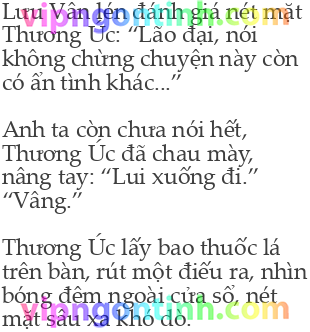 Lưu Vân lén đánh giá nét mặt
vipngontinh.com
Thương Úc: “Lão đại, nói
không chừng chuyện này còn
có ẩn tình khác...”
Anh ta còn chưa nói hết,
Thương Úc đã chau mày,
nâng tay: “Lui xuống đi.”
“Vâng.”
Thương Úc lấy bao thuốc lá
trên bàn, rút một điếu ra, nhìn
bóng đêm ngoài cửa sổ, nét
vipngontinh.com
mặt sâu xa khó dò.